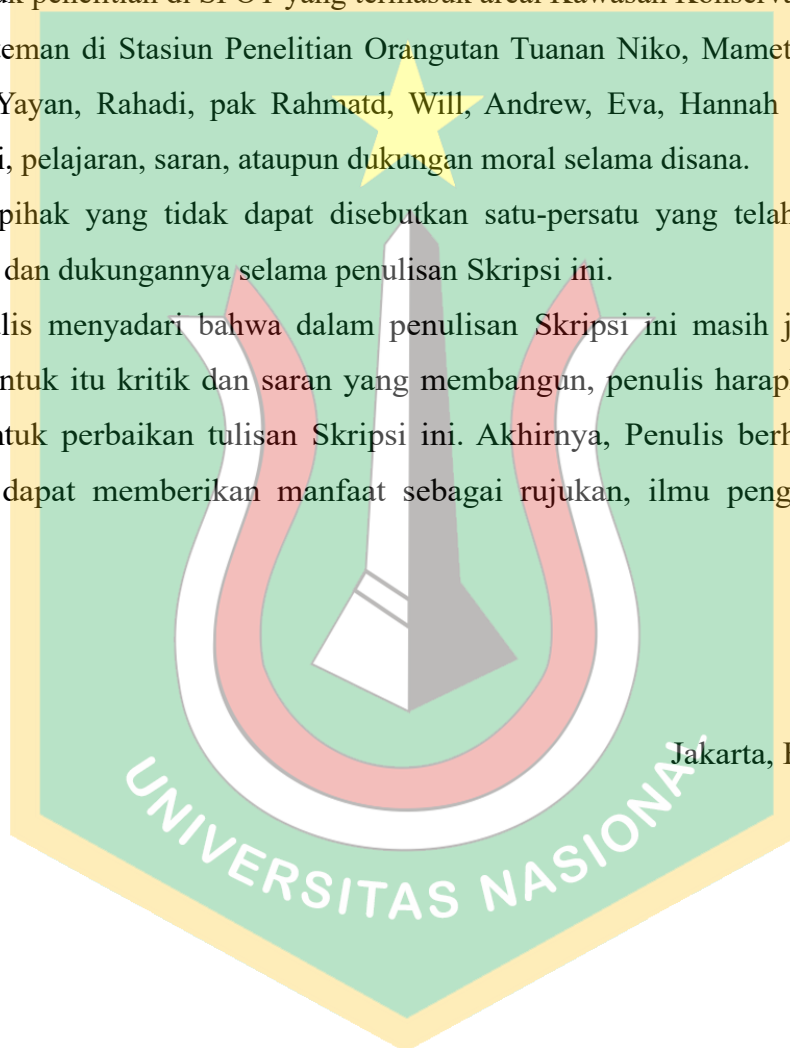 uk penelitian di SPOT yang termasuk areal Kawasan Konserva
teman di Stasiun Penelitian Orangutan Tuanan Niko, Mamet
Yayan, Rahadi, pak Rahmatd, Will, Andrew, Eva, Hannah
i, pelajaran, saran, ataupun dukungan moral selama disana.
pihak yang tidak dapat disebutkan satu-persatu yang telah
dan dukungannya selama penulisan Skripsi ini.
lis menyadari bahwa dalam penulisan Skripsi ini masih j
ntuk itu kritik dan saran yang membangun, penulis harap
ntuk perbaikan tulisan Skripsi ini. Akhirnya, Penulis berh
dapat memberikan manfaat sebagai rujukan, ilmu peng
Jakarta,
UNIVERSITAS NASIONAL